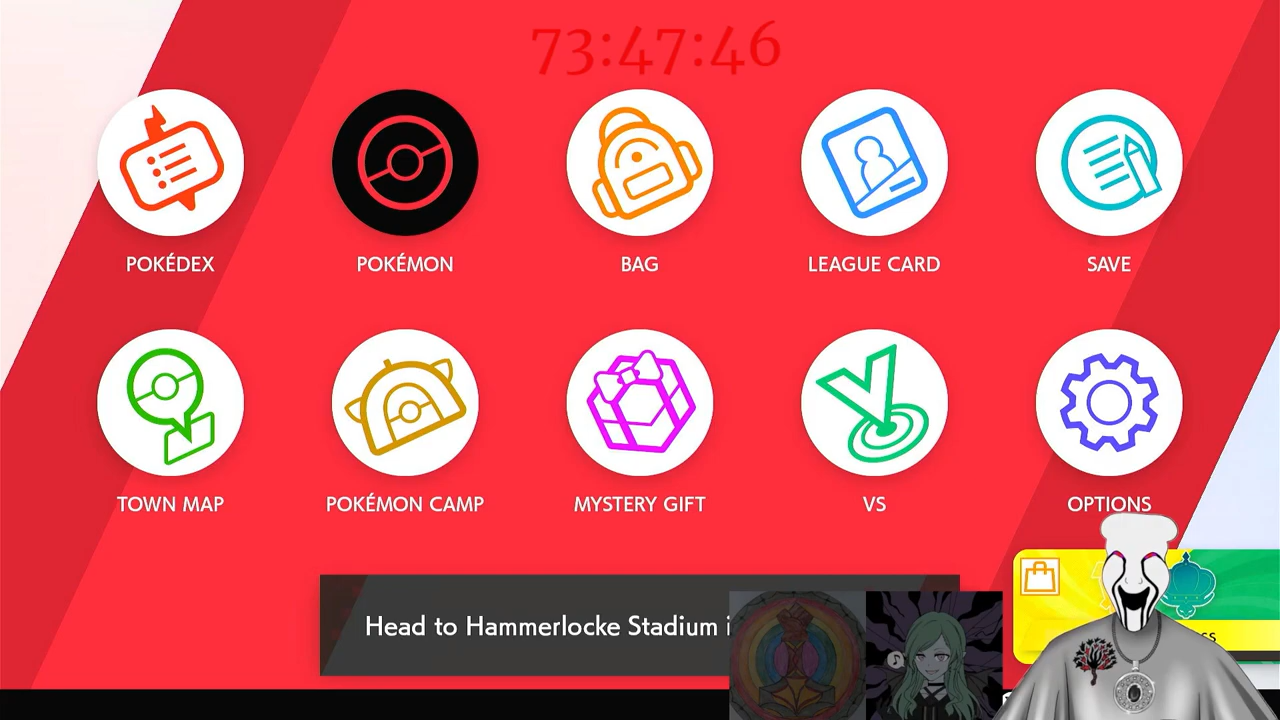 73:47:46
POKÉDEX
POKÉMON
BAG
LEAGUE CARD
SAVE
TOWN MAP
POKÉMON CAMP
MYSTERY GIFT
VS
OPTIONS
Head to Hammerlocke Stadium